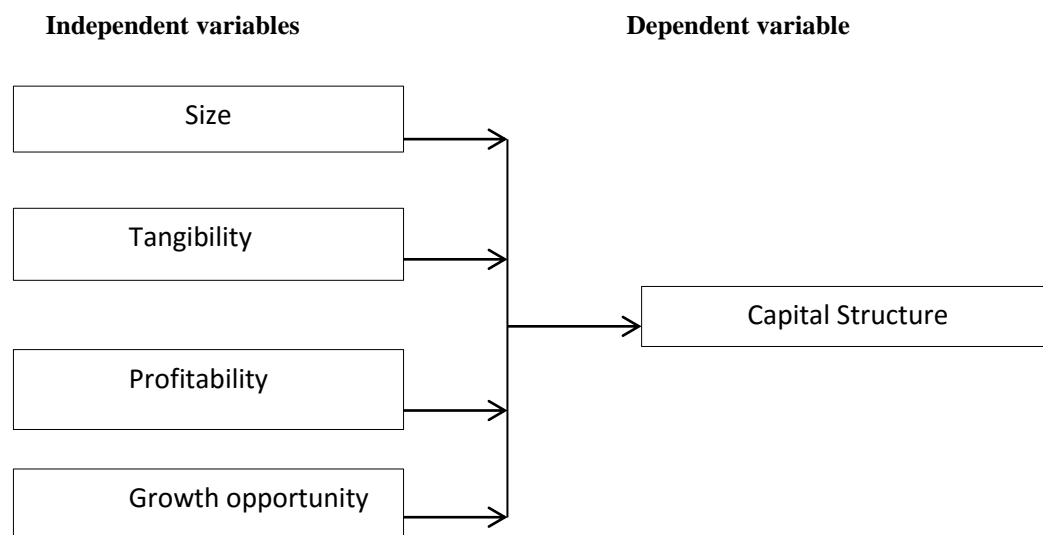 Independent variables
Dependent variable
Size
Tangibility
Capital Structure
Profitability
Growth opportunity